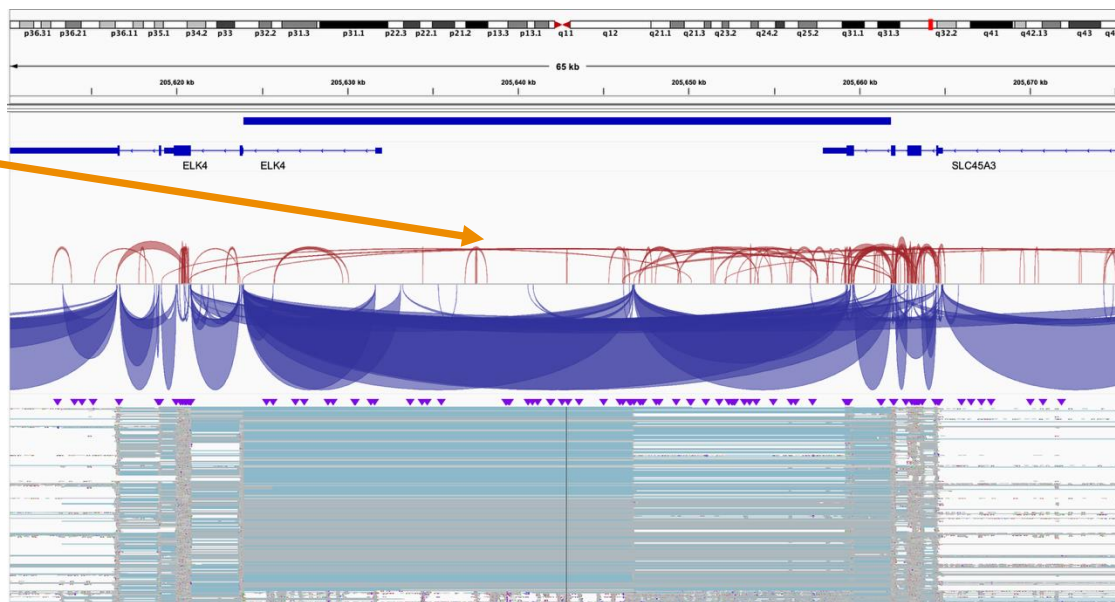 p36.31 p36.21 p36.11 p35.1 p34.2 p33 p32.2 p31.3 p31.1 p22.3 p22.1 p21.2 p13.3 p13.1 q11 q12 q21.1 q21.3 q23.2 q24.2 q25.2 q31.1 q31.3 q32.2 q41 q42.13 q43 q4
65 kb
205,620 kb 205,630 kb 205,640 kb 205,650 kb 205,660 kb 205,670 kb
ELK4 ELK4 SLC45A3